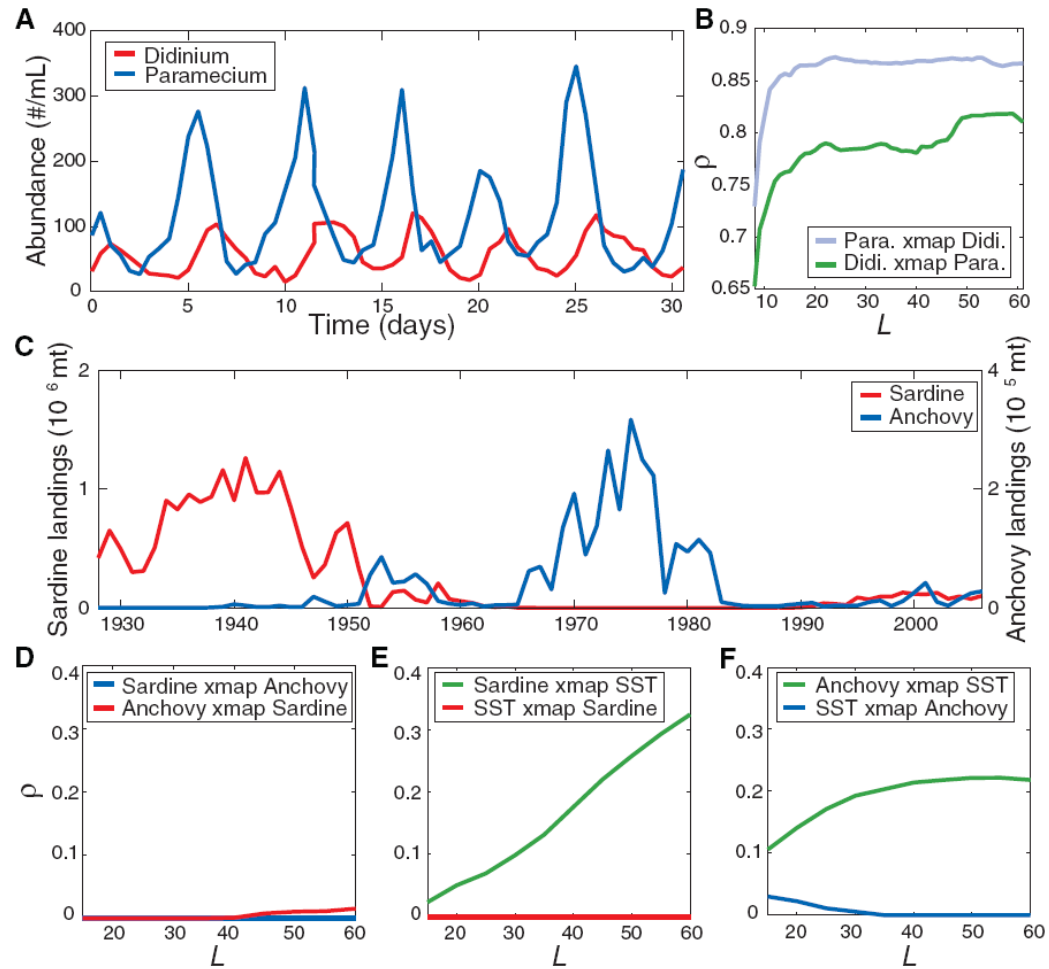 A
400
300
200
100
0
Abundance (#/mL)
Didinium
Paramecium
0 5 10 15 20 25 30
Time (days)
B
0.9
0.85
0.8
0.75
0.7
0.65
ρ
Para. xmap Didi.
Didi. xmap Para.
10 20 30 40 50 60
L
C
2
1
0
Sardine landings (10 6 mt)
Sardine
Anchovy
4
2
0
Anchovy landings (10 5 mt)
1930 1940 1950 1960 1970 1980 1990 2000
D
0.4
0.3
0.2
0.1
0
ρ
Sardine xmap Anchovy
Anchovy xmap Sardine
20 30 40 50 60
L
E
0.4
0.3
0.2
0.1
0
Sardine xmap SST
SST xmap Sardine
20 30 40 50 60
L
F
0.4
0.3
0.2
0.1
0
Anchovy xmap SST
SST xmap Anchovy
20 30 40 50 60
L